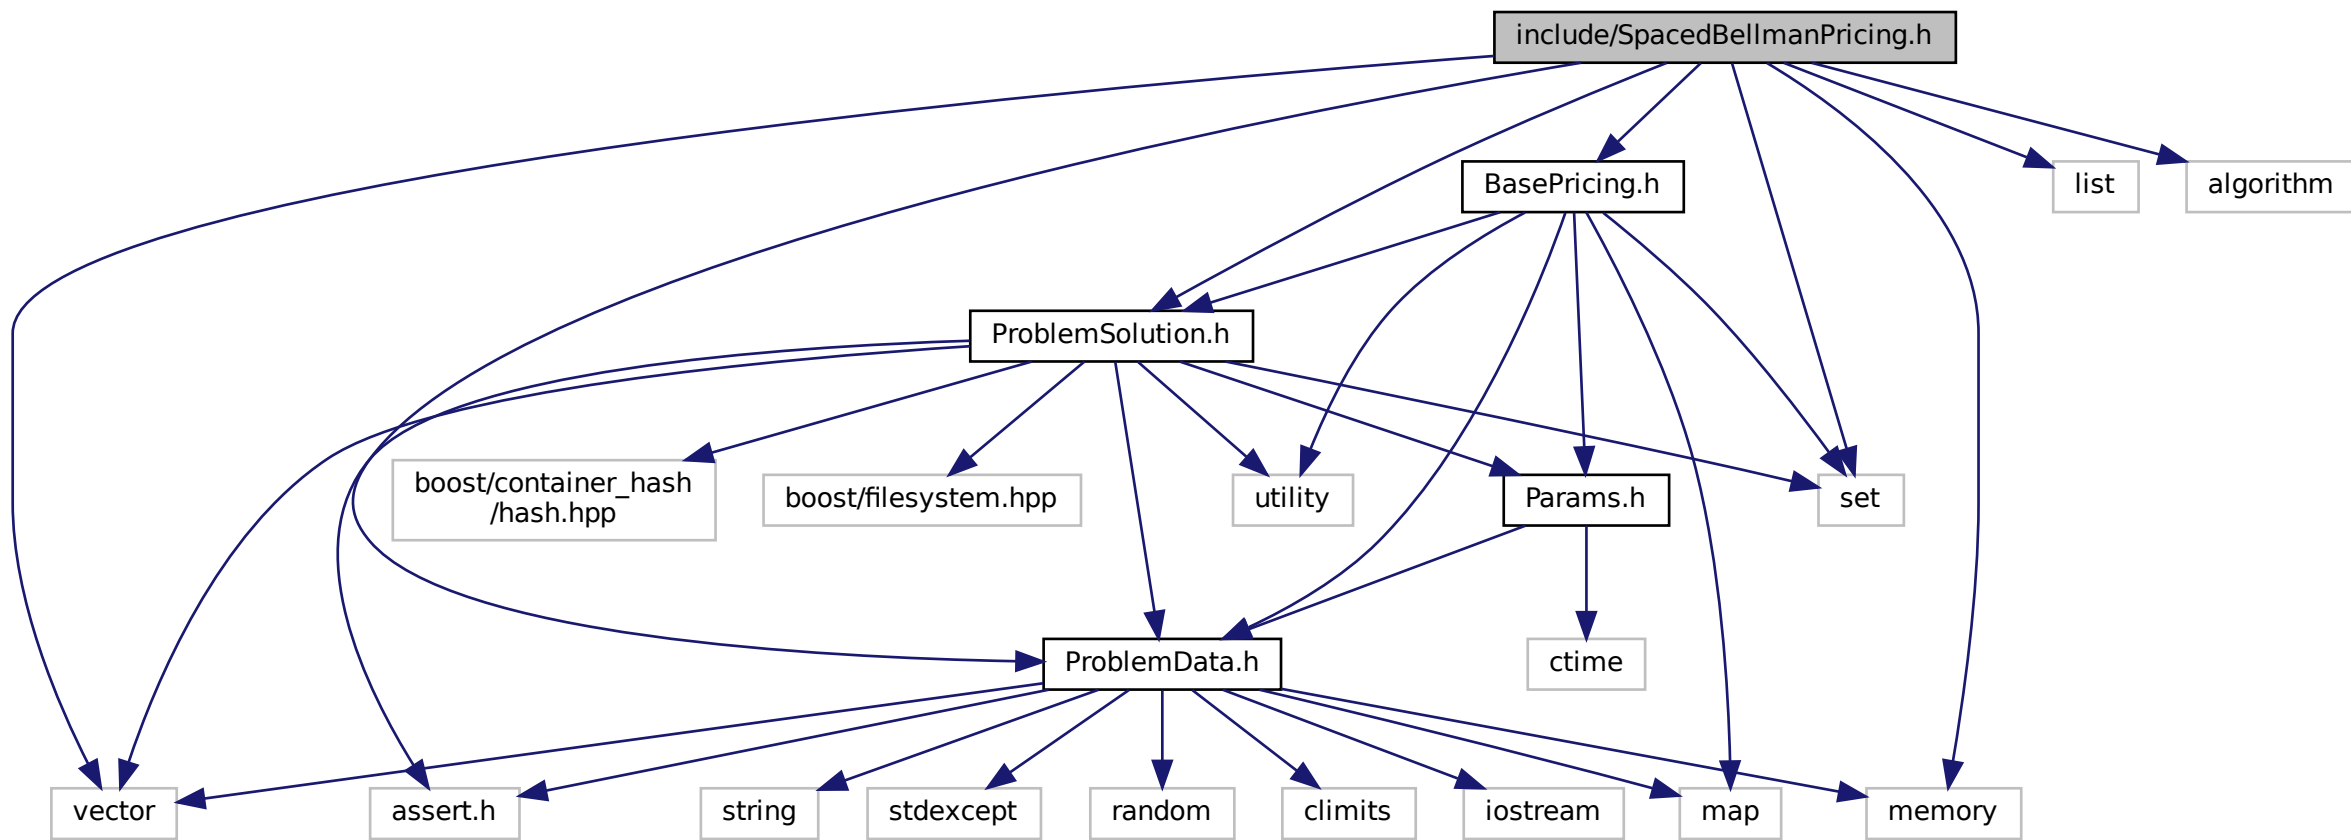 include/SpacedBellmanPricing.h
BasePricing.h
list
algorithm
ProblemSolution.h
boost/container_hash
/hash.hpp
boost/filesystem.hpp
utility
Params.h
set
ProblemData.h
ctime
vector
assert.h
string
stdexcept
random
climits
iostream
map
memory